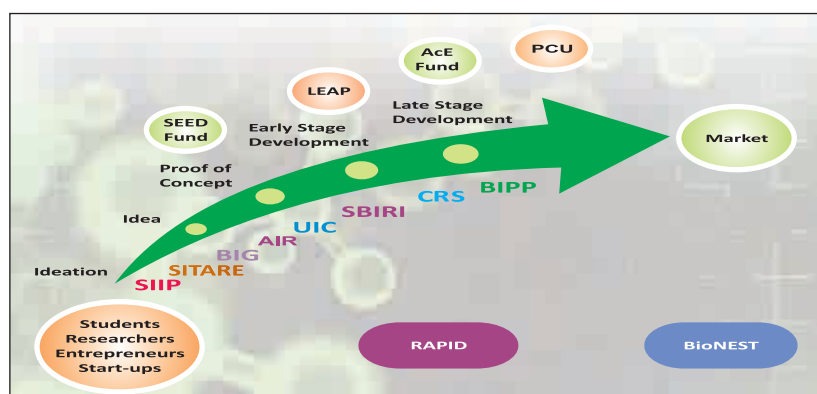 PCU
AcE
Fund
LEAP
SEED
Fund
Late Stage
Development
Early Stage
Development
Market
Proof of
Concept
BIPP
CRS
SBIRI
Idea
UIC
AIR
BIG
Ideation
SITARE
SIIP
Students
Researchers
Entrepreneurs
Start-ups
RAPID
BioNEST